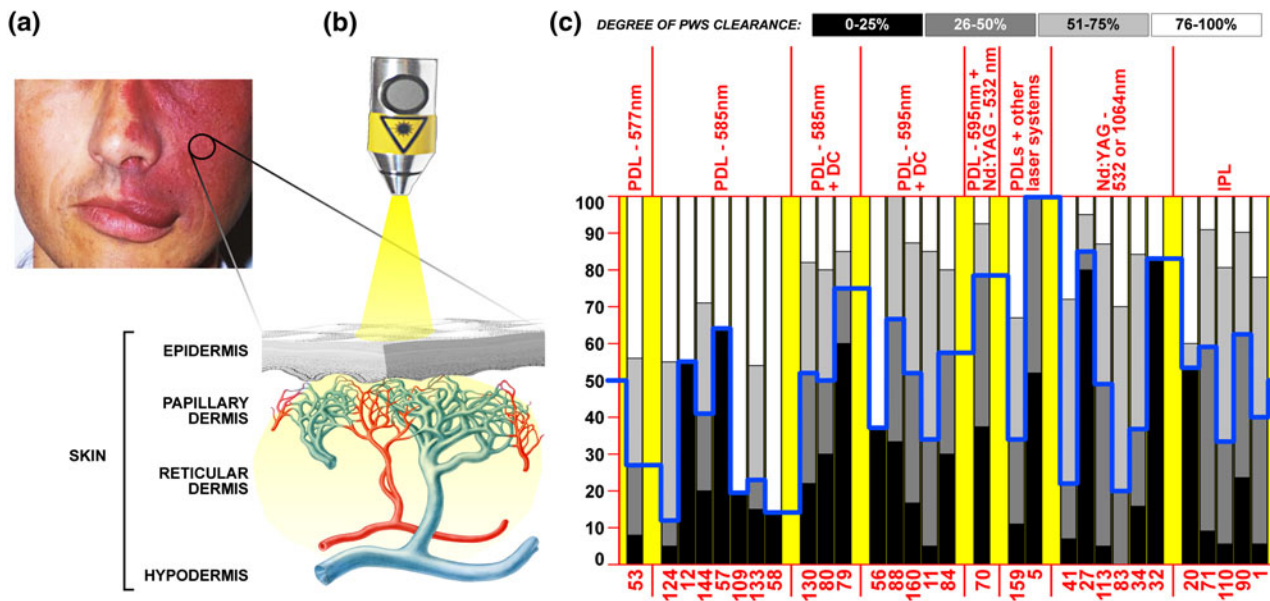 (a)
(b)
(c)
DEGREE OF PWS CLEARANCE:
0-25%
26-50%
51-75%
76-100%
PDL - 577nm
PDL - 585nm
PDL - 585nm
+ DC
PDL - 595nm
+ DC
PDL - 595nm +
Nd:YAG - 532 nm
PDLs + other
laser systems
Nd:YAG -
532 or 1064nm
IPL
100
90
80
70
60
50
40
30
20
10
0
SKIN
EPIDERMIS
PAPILLARY
DERMIS
RETICULAR
DERMIS
HYPODERMIS
53
124
12
144
57
109
133
58
130
80
79
56
88
160
11
84
70
159
5
41
27
113
83
34
32
20
71
110
90
1